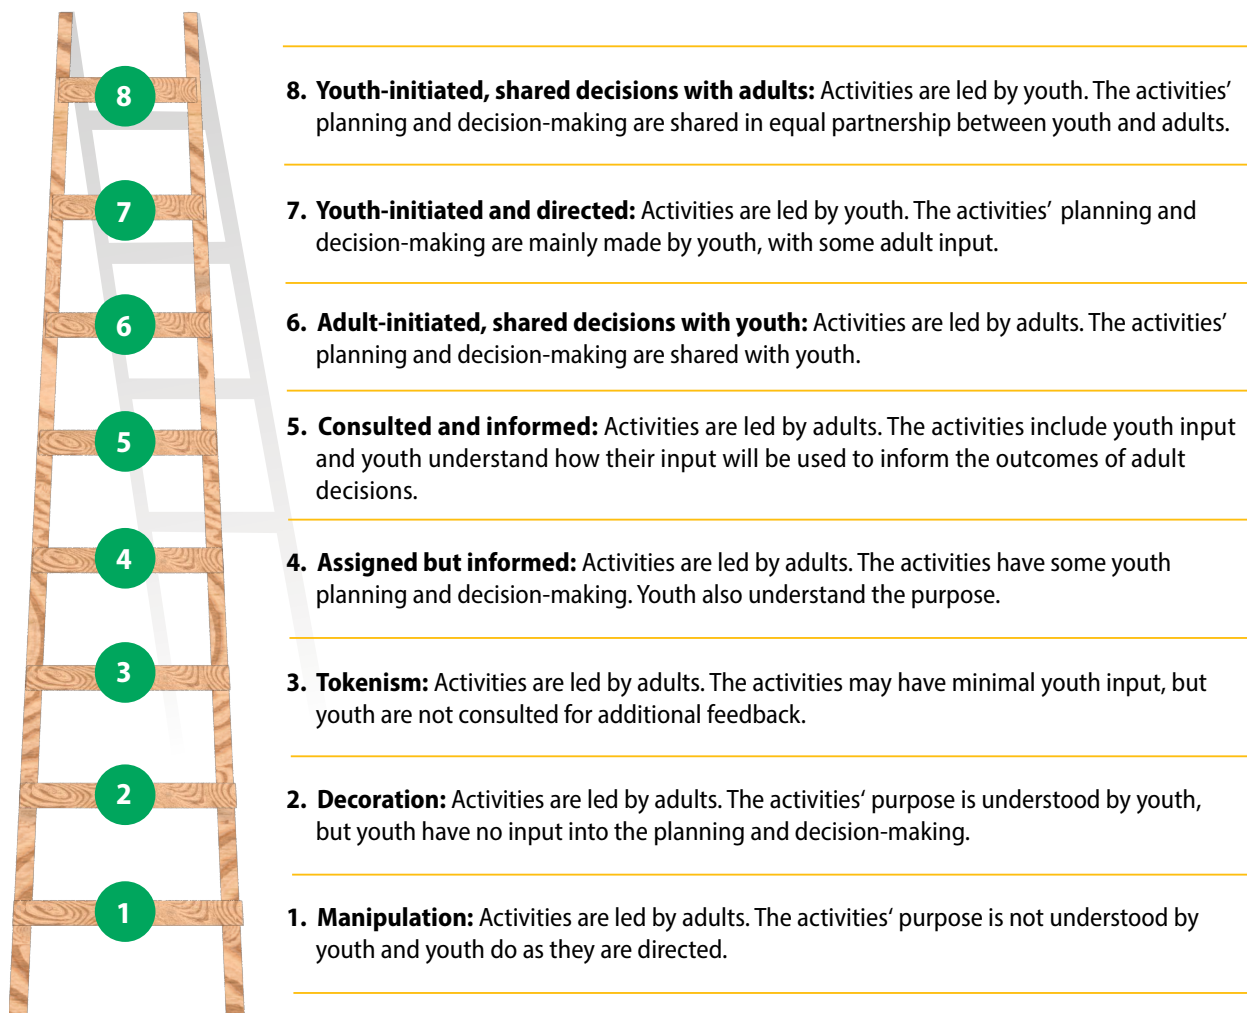 8
8. Youth-initiated, shared decisions with adults: Activities are led by youth. The activities’
planning and decision-making are shared in equal partnership between youth and adults.
7
7. Youth-initiated and directed: Activities are led by youth. The activities’ planning and
decision-making are mainly made by youth, with some adult input.
6
6. Adult-initiated, shared decisions with youth: Activities are led by adults. The activities’
planning and decision-making are shared with youth.
5
5. Consulted and informed: Activities are led by adults. The activities include youth input
and youth understand how their input will be used to inform the outcomes of adult
decisions.
4
4. Assigned but informed: Activities are led by adults. The activities have some youth
planning and decision-making. Youth also understand the purpose.
3
3. Tokenism: Activities are led by adults. The activities may have minimal youth input, but
youth are not consulted for additional feedback.
2
2. Decoration: Activities are led by adults. The activities‘ purpose is understood by youth,
but youth have no input into the planning and decision-making.
1
1. Manipulation: Activities are led by adults. The activities‘ purpose is not understood by
youth and youth do as they are directed.